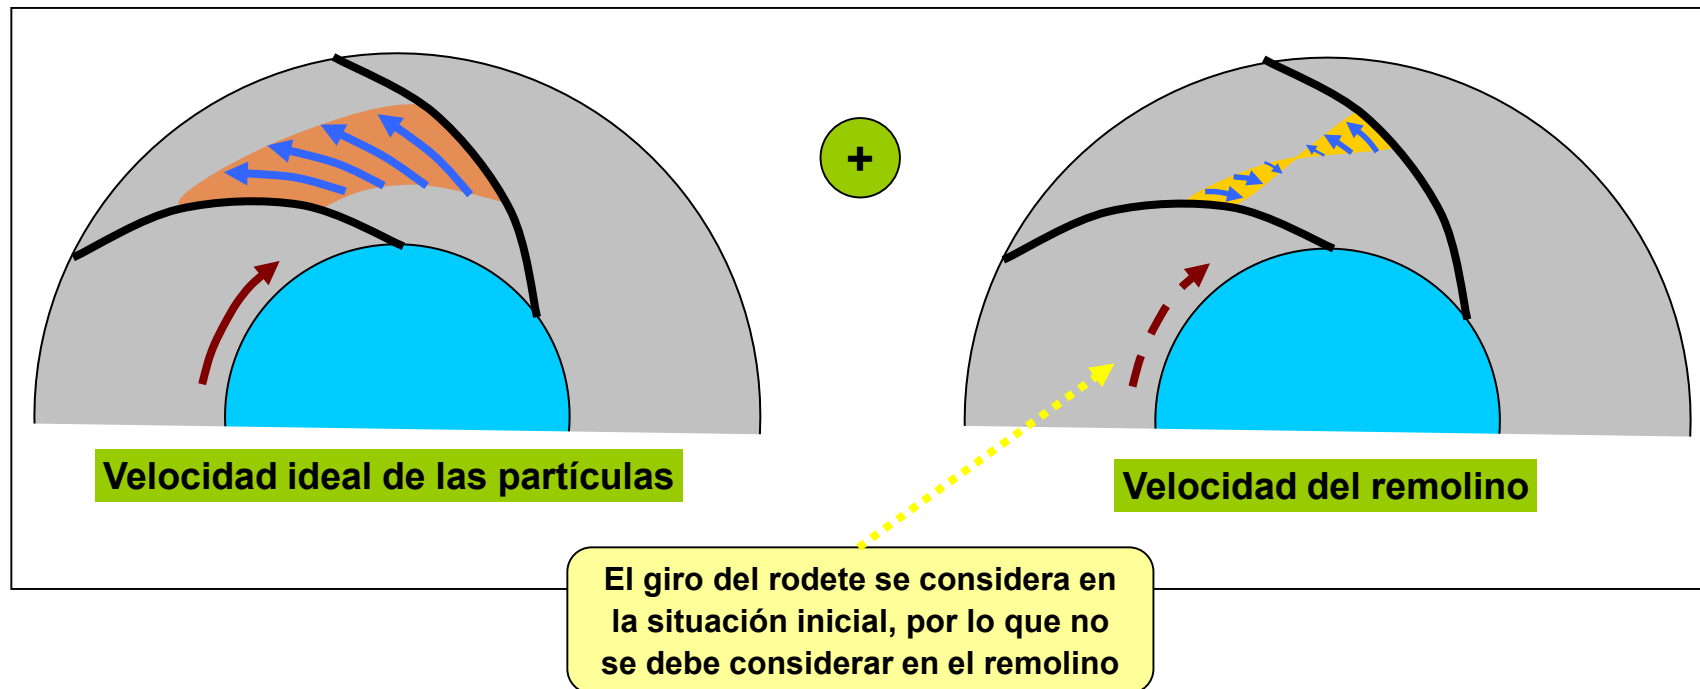 +
Velocidad ideal de las partículas
Velocidad del remolino
El giro del rodete se considera en
la situación inicial, por lo que no
se debe considerar en el remolino